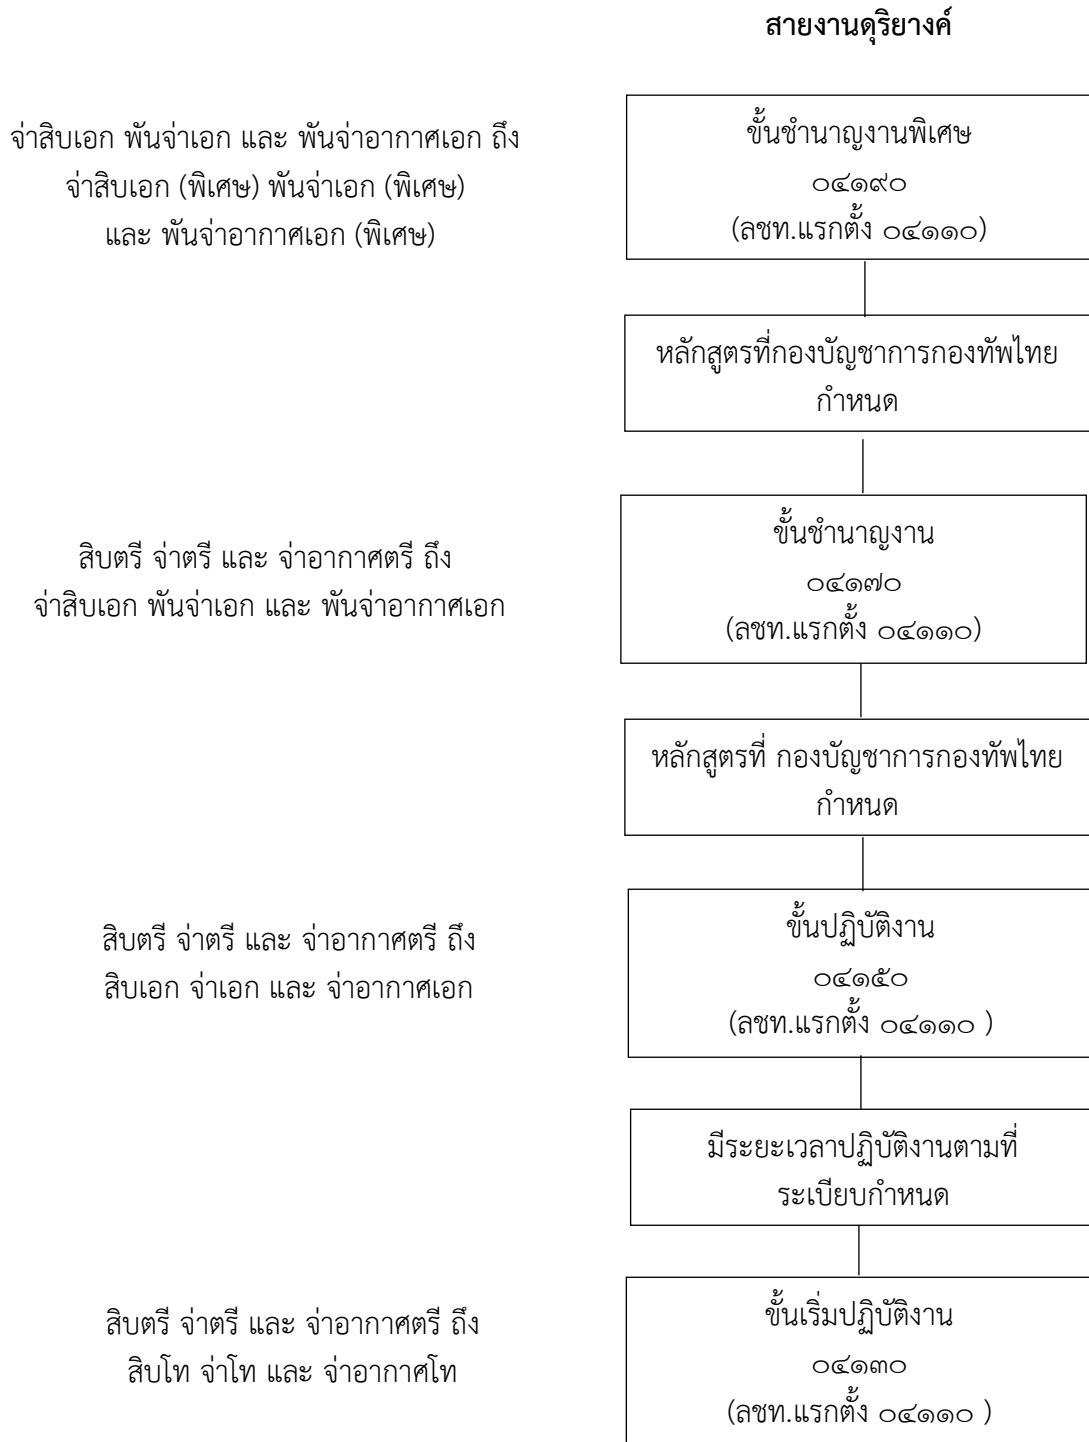 สายงานดุริยางค์
จ่าสิบเอก พันจ่าเอก และ พันจ่าอากาศเอก ถึง
จ่าสิบเอก (พิเศษ) พันจ่าเอก (พิเศษ)
และ พันจ่าอากาศเอก (พิเศษ)
ขั้นชำนาญงานพิเศษ
๐๔๑๙๐
(ลชท.แรกตั้ง ๐๔๑๑๐)
หลักสูตรที่กองบัญชาการกองทัพไทย
กำหนด
สิบตรี จ่าตรี และ จ่าอากาศตรี ถึง
จ่าสิบเอก พันจ่าเอก และ พันจ่าอากาศเอก
ขั้นชำนาญงาน
๐๔๑๗๐
(ลชท.แรกตั้ง ๐๔๑๑๐)
หลักสูตรที่ กองบัญชาการกองทัพไทย
กำหนด
สิบตรี จ่าตรี และ จ่าอากาศตรี ถึง
สิบเอก จ่าเอก และ จ่าอากาศเอก
ขั้นปฏิบัติงาน
๐๔๑๕๐
(ลชท.แรกตั้ง ๐๔๑๑๐ )
มีระยะเวลาปฏิบัติงานตามที่
ระเบียบกำหนด
สิบตรี จ่าตรี และ จ่าอากาศตรี ถึง
สิบโท จ่าโท และ จ่าอากาศโท
ขั้นเริ่มปฏิบัติงาน
๐๔๑๓๐
(ลชท.แรกตั้ง ๐๔๑๑๐ )